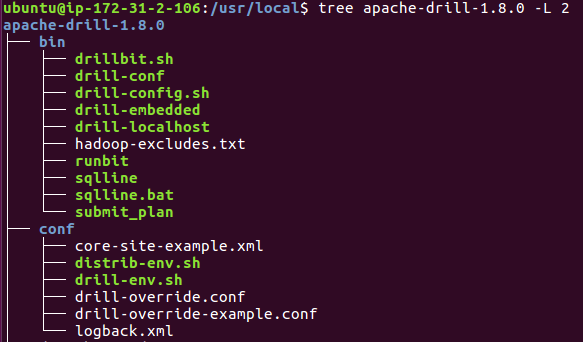 ubuntu@ip-172-31-2-106:/usr/local$ tree apache-drill-1.8.0 -L 2
apache-drill-1.8.0
├── bin
│   ├── drillbit.sh
│   ├── drill-conf
│   ├── drill-config.sh
│   ├── drill-embedded
│   ├── drill-localhost
│   ├── hadoop-excludes.txt
│   ├── runbit
│   ├── sqlline
│   ├── sqlline.bat
│   └── submit_plan
├── conf
│   ├── core-site-example.xml
│   ├── distrib-env.sh
│   ├── drill-env.sh
│   ├── drill-override.conf
│   ├── drill-override-example.conf
│   └── logback.xml